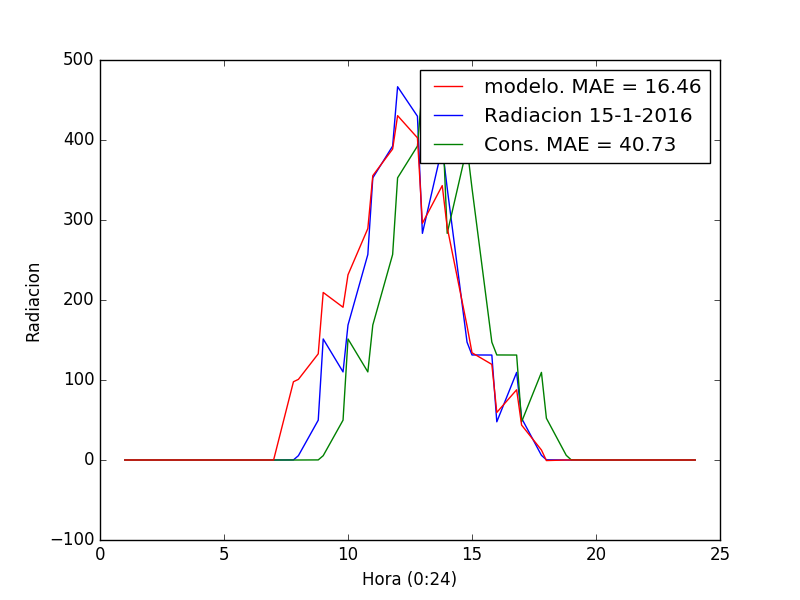 modelo. MAE = 16.46
Radiacion 15-1-2016
Cons. MAE = 40.73
500
400
300
200
100
0
−100
Radiacion
0 5 10 15 20 25
Hora (0:24)